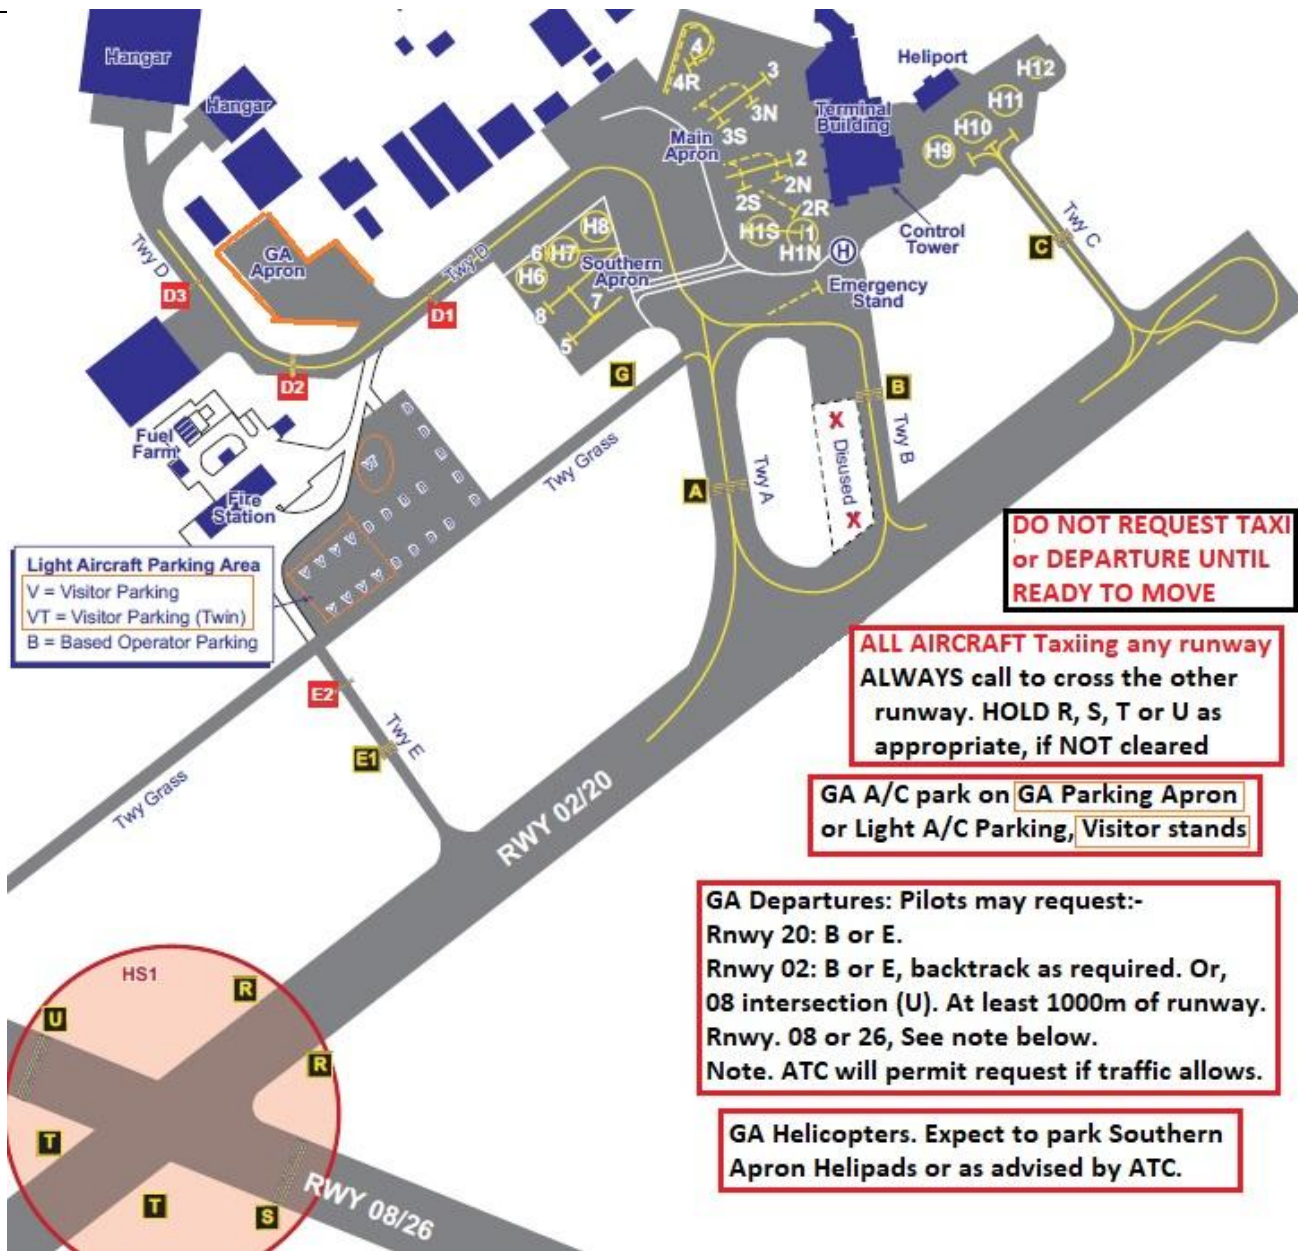 Hangar
Hangar
4
4R
3
3N
3S
Main
Apron
2
2N
2S
2R
H1S
1
H1N
Terminal
Building
Heliport
H12
H11
H10
H9
Control
Tower
H
Emergency
Stand
Twy C
C
Twy D
D3
GA
Apron
Twy D
D1
D2
H8
6
H7
H6
Southern
Apron
7
8
5
G
B
Twy B
X
Disused
X
A
Twy A
Twy Grass
Fuel
Farm
Fire
Station
VT
B B B B B B B B B
V V V B B B B
V V V V B B B B
Light Aircraft Parking Area
V = Visitor Parking
VT = Visitor Parking (Twin)
B = Based Operator Parking
E2
Twy E
E1
Twy Grass
RWY 02/20
HS1
R
U
R
T
T
S
RWY 08/26
DO NOT REQUEST TAXI
or DEPARTURE UNTIL
READY TO MOVE
ALL AIRCRAFT Taxiing any runway
ALWAYS call to cross the other
runway. HOLD R, S, T or U as
appropriate, if NOT cleared
GA A/C park on GA Parking Apron
or Light A/C Parking, Visitor stands
GA Departures: Pilots may request:-
Rnwy 20: B or E.
Rnwy 02: B or E, backtrack as required. Or,
08 intersection (U). At least 1000m of runway.
Rnwy. 08 or 26, See note below.
Note. ATC will permit request if traffic allows.
GA Helicopters. Expect to park Southern
Apron Helipads or as advised by ATC.